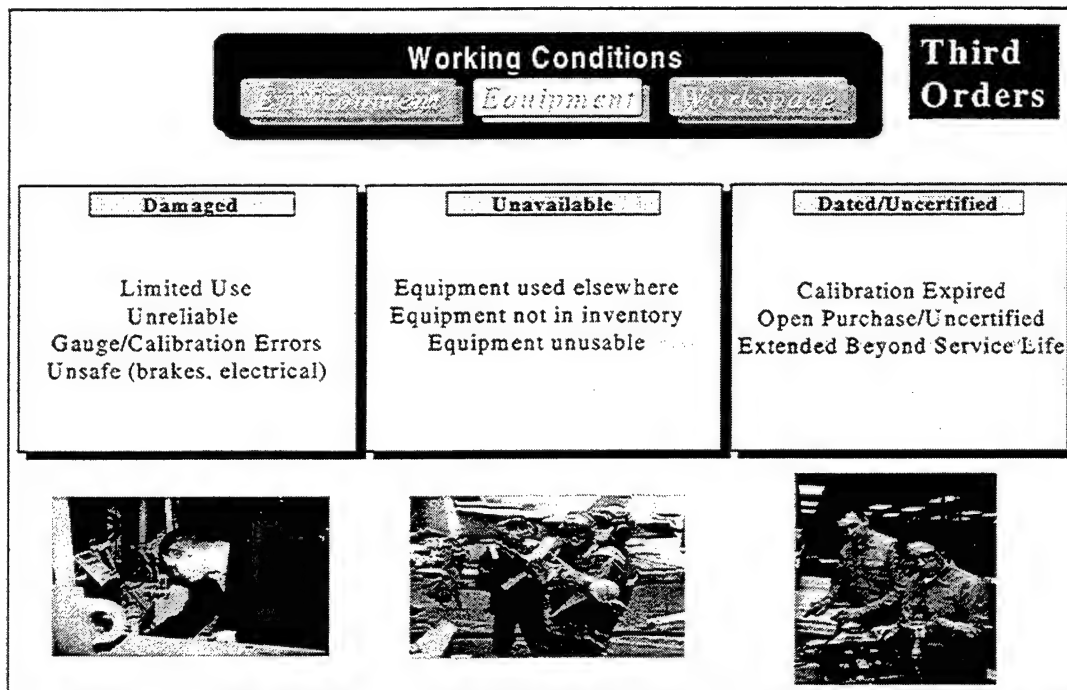 Working Conditions
Third
Orders
Environment Equipment Workspace
Damaged
Limited Use
Unreliable
Gauge/Calibration Errors
Unsafe (brakes, electrical)
Unavailable
Equipment used elsewhere
Equipment not in inventory
Equipment unusable
Dated/Uncertified
Calibration Expired
Open Purchase/Uncertified
Extended Beyond Service Life